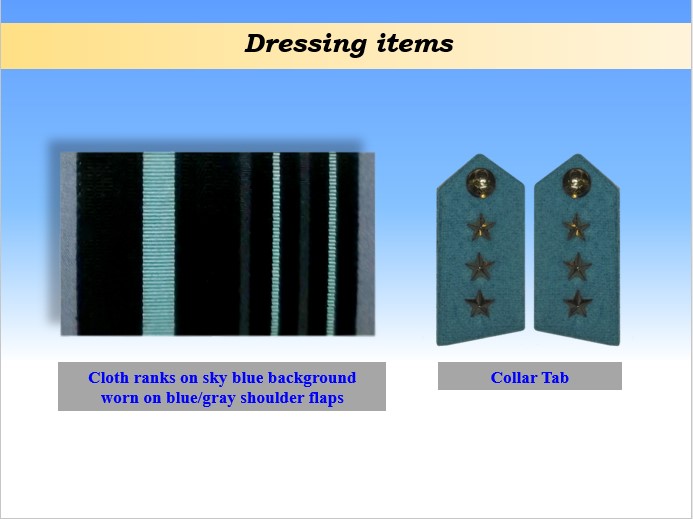 Dressing items
Cloth ranks on sky blue background
worn on blue/gray shoulder flaps
Collar Tab